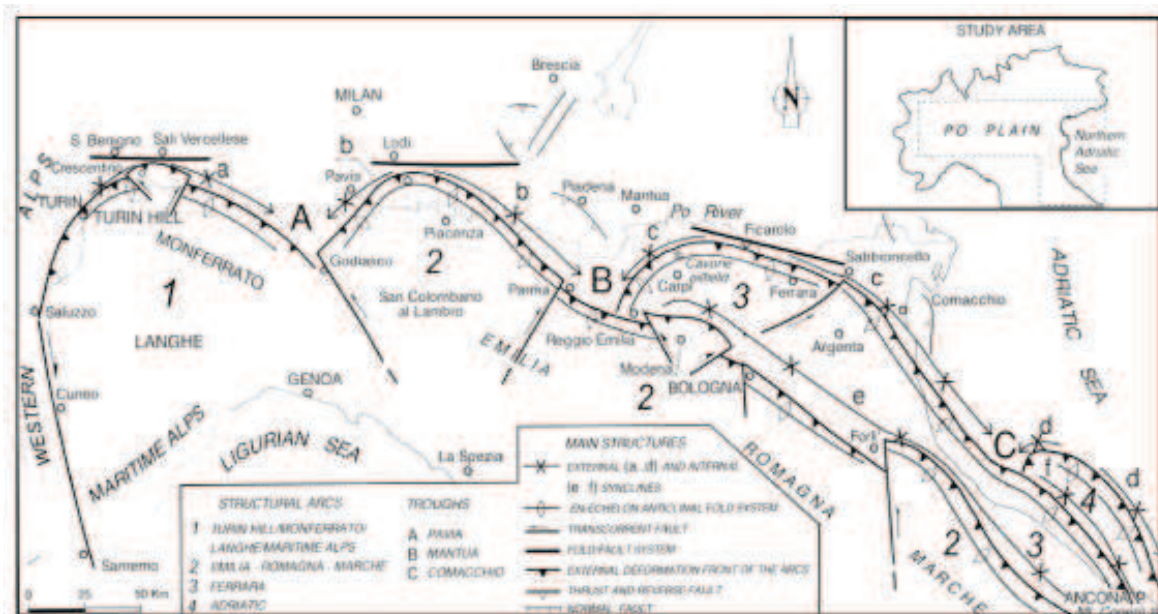 STUDY AREA
PO PLAIN
Northern
Adriatic
Sea
N
Brescia
MILAN
S. Benigno
Sali Vercellese
Lodi
b
Crescentino
a
ALPS
TURIN
TURIN HILL
Pavia
b
Piadena
Mantua
Po River
Ficarolo
A
MONFERRATO
Piacenza
c
Sabbioncello
Godiasco
2
Cavone
oilfield
c
1
Parma
B
Carpi
3
Ferrara
Comacchio
ADRIATIC
SEA
San Colombano
al Lambro
Saluzzo
LANGHE
Reggio Emilia
Argenta
EMILIA
Modena
GENOA
2
BOLOGNA
e
Cuneo
WESTERN
MARITIME ALPS
LIGURIAN SEA
La Spezia
Forlì
ROMAGNA
C
d
f
4
d
2
3
MARCHE
ANCONA
Sanremo
0 25 50 Km
STRUCTURAL ARCS
1 TURIN HILL/MONFERRATO/
LANGHE/MARITIME ALPS
2 EMILIA - ROMAGNA - MARCHE
3 FERRARA
4 ADRIATIC
TROUGHS
A PAVIA
B MANTUA
C COMACCHIO
MAIN STRUCTURES
EXTERNAL (a...d) AND INTERNAL
(e f) SYNCLINES
EN-ECHELON ANTICLINAL FOLD SYSTEM
TRANSCURRENT FAULT
FOLD/FAULT SYSTEM
EXTERNAL DEFORMATION FRONT OF THE ARCS
THRUST AND REVERSE FAULT
NORMAL FAULT